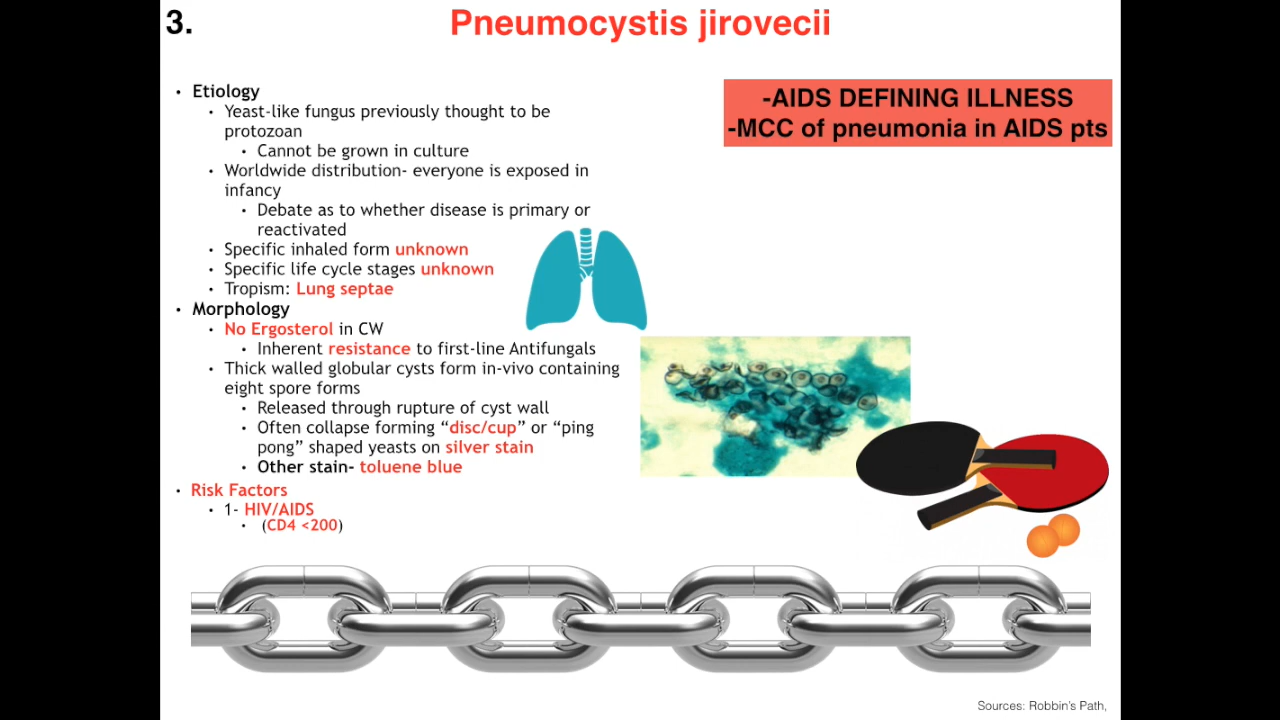 3.
Pneumocystis jirovecii
• Etiology
• Yeast-like fungus previously thought to be
protozoan
• Cannot be grown in culture
• Worldwide distribution- everyone is exposed in
infancy
• Debate as to whether disease is primary or
reactivated
• Specific inhaled form unknown
• Specific life cycle stages unknown
• Tropism: Lung septae
• Morphology
• No Ergosterol in CW
• Inherent resistance to first-line Antifungals
• Thick walled globular cysts form in-vivo containing
eight spore forms
• Released through rupture of cyst wall
• Often collapse forming “disc/cup” or “ping
pong” shaped yeasts on silver stain
• Other stain- toluene blue
• Risk Factors
• 1- HIV/AIDS
• (CD4 <200)
-AIDS DEFINING ILLNESS
-MCC of pneumonia in AIDS pts
Sources: Robbin's Path,